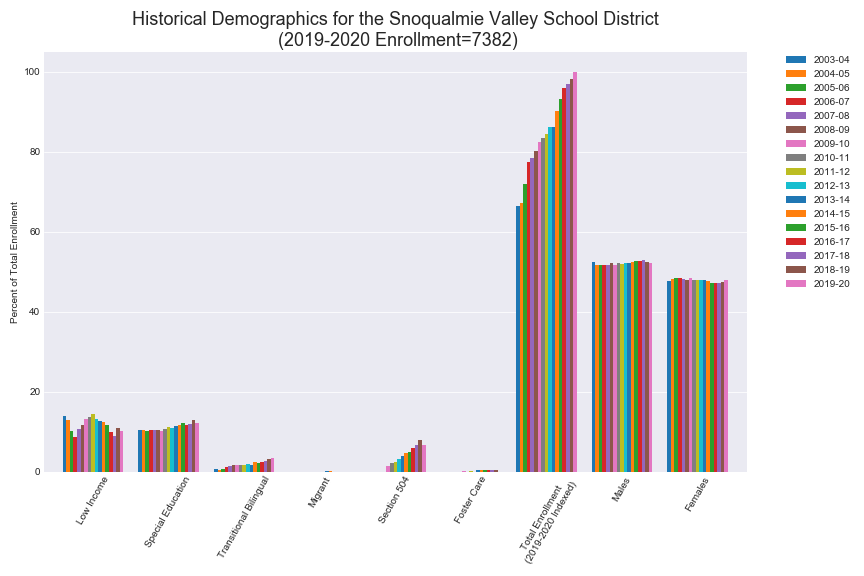 Historical Demographics for the Snoqualmie Valley School District
(2019-2020 Enrollment=7382)
Percent of Total Enrollment
100
80
60
40
20
0
Low Income
Special Education
Transitional Bilingual
Migrant
Section 504
Foster Care
Total Enrollment
(2019-2020 Indexed)
Males
Females
2003-04
2004-05
2005-06
2006-07
2007-08
2008-09
2009-10
2010-11
2011-12
2012-13
2013-14
2014-15
2015-16
2016-17
2017-18
2018-19
2019-20